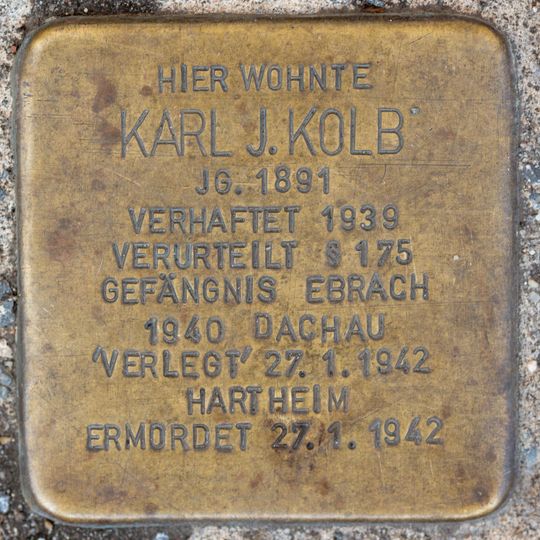 HIER WOHNTE
KARL J. KOLB
JG. 1891
VERHAFTET 1939
VERURTEILT § 175
GEFÄNGNIS EBRACH
1940 DACHAU
'VERLEGT' 27.1.1942
HARTHEIM
ERMORDET 27.1.1942